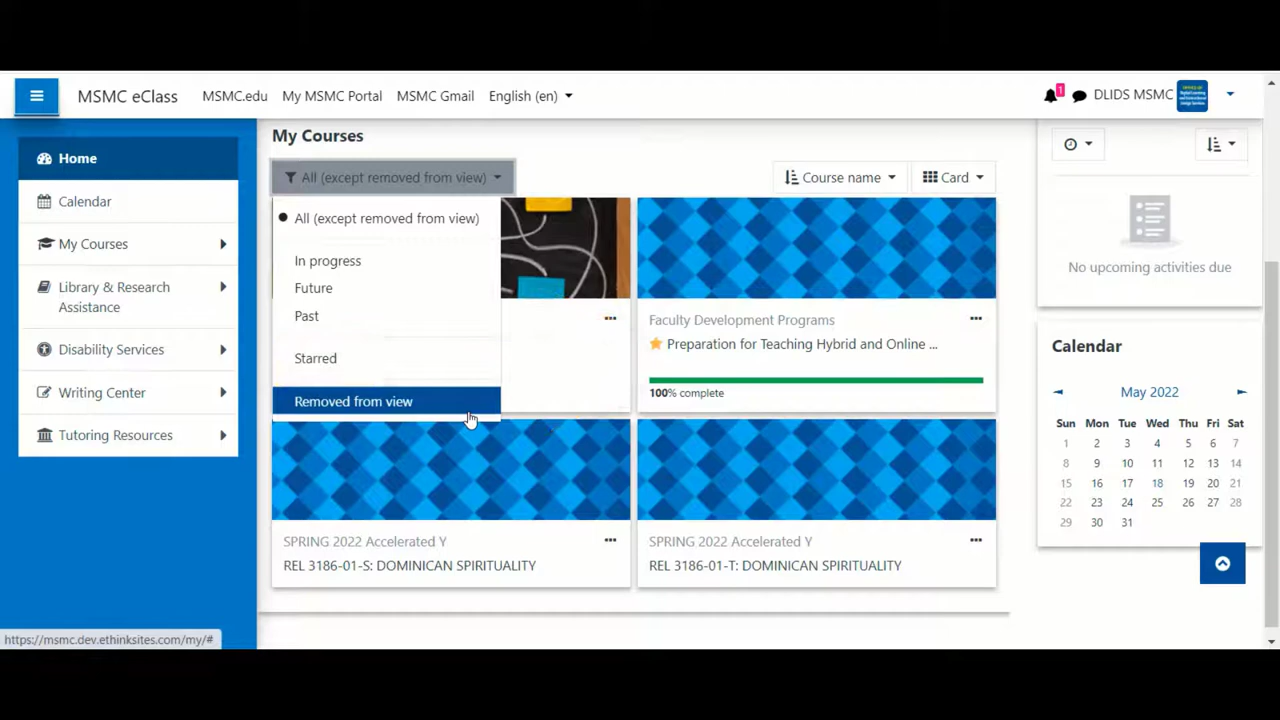 MSMC eClass MSMC.edu My MSMC Portal MSMC Gmail English (en) 1 DLIDS MSMC
Home
Calendar
My Courses
Library & Research
Assistance
Disability Services
Writing Center
Tutoring Resources
My Courses
All (except removed from view) Course name Card
All (except removed from view)
In progress
Future
Past
Starred
Removed from view
Faculty Development Programs
Preparation for Teaching Hybrid and Online ...
100% complete
SPRING 2022 Accelerated Y
REL 3186-01-S: DOMINICAN SPIRITUALITY
SPRING 2022 Accelerated Y
REL 3186-01-T: DOMINICAN SPIRITUALITY
No upcoming activities due
Calendar
May 2022
Sun Mon Tue Wed Thu Fri Sat
1 2 3 4 5 6 7
8 9 10 11 12 13 14
15 16 17 18 19 20 21
22 23 24 25 26 27 28
29 30 31
https://msmc.dev.ethinksites.com/my/#